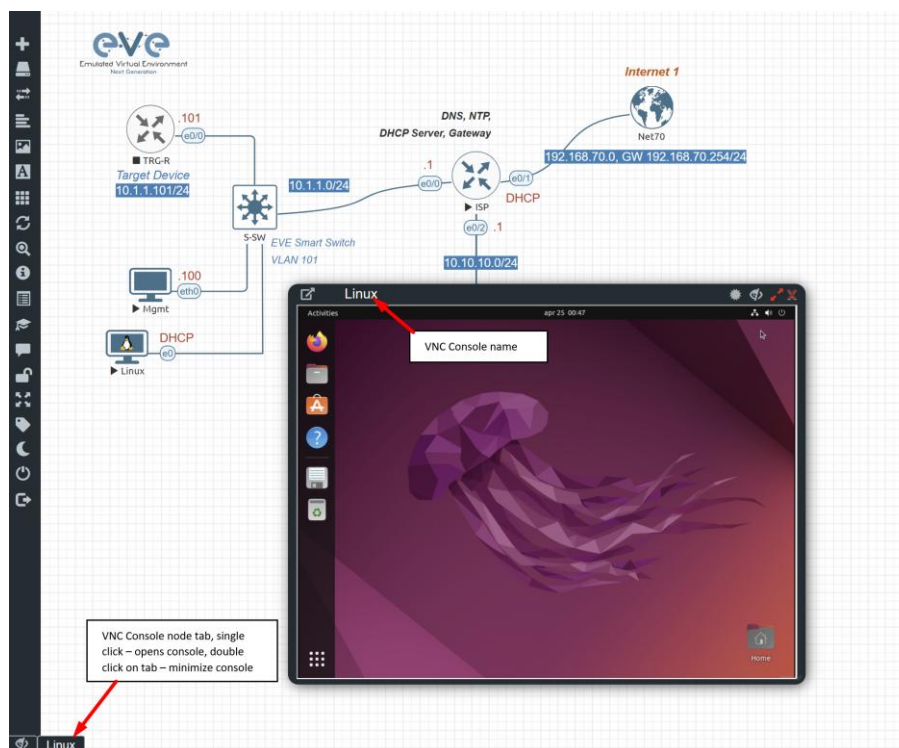 eve
Emulated Virtual Environment
Next Generation
Internet 1
.101
e0/0
TRG-R
Target Device
10.1.1.101/24
DNS, NTP,
DHCP Server, Gateway
Net70
192.168.70.0, GW 192.168.70.254/24
.1
e0/0
e0/1
DHCP
ISP
10.1.1.0/24
e0/2
.1
S-SW
EVE Smart Switch
VLAN 101
10.10.10.0/24
.100
eth0
Mgmt
DHCP
e0
Linux
Linux
Activities
apr 25 00:47
VNC Console name
Home
VNC Console node tab, single
click – opens console, double
click on tab – minimize console
Linux